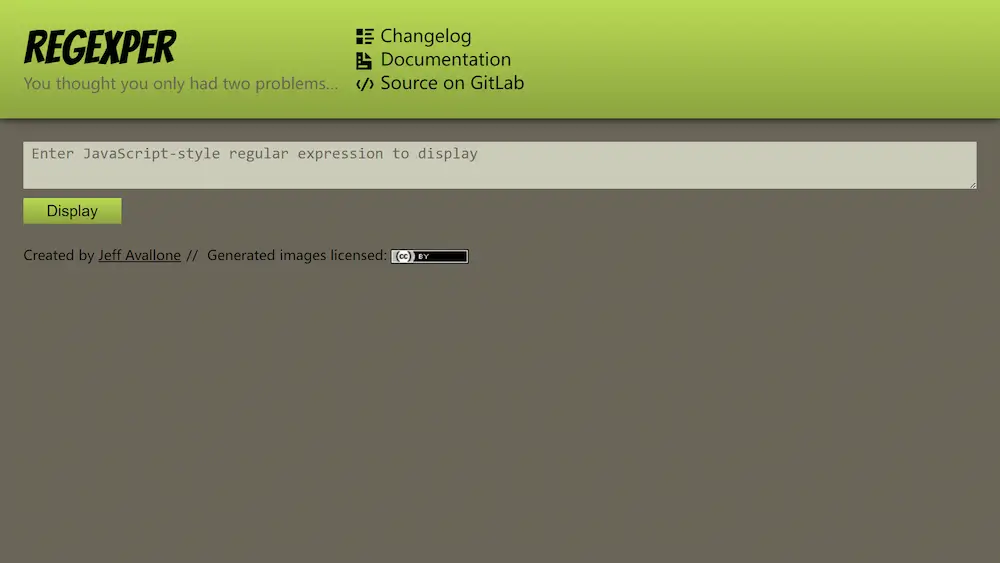 REGEXPER
You thought you only had two problems...
Changelog
Documentation
Source on GitLab
Enter JavaScript-style regular expression to display
Display
Created by Jeff Avallone // Generated images licensed: (cc) BY